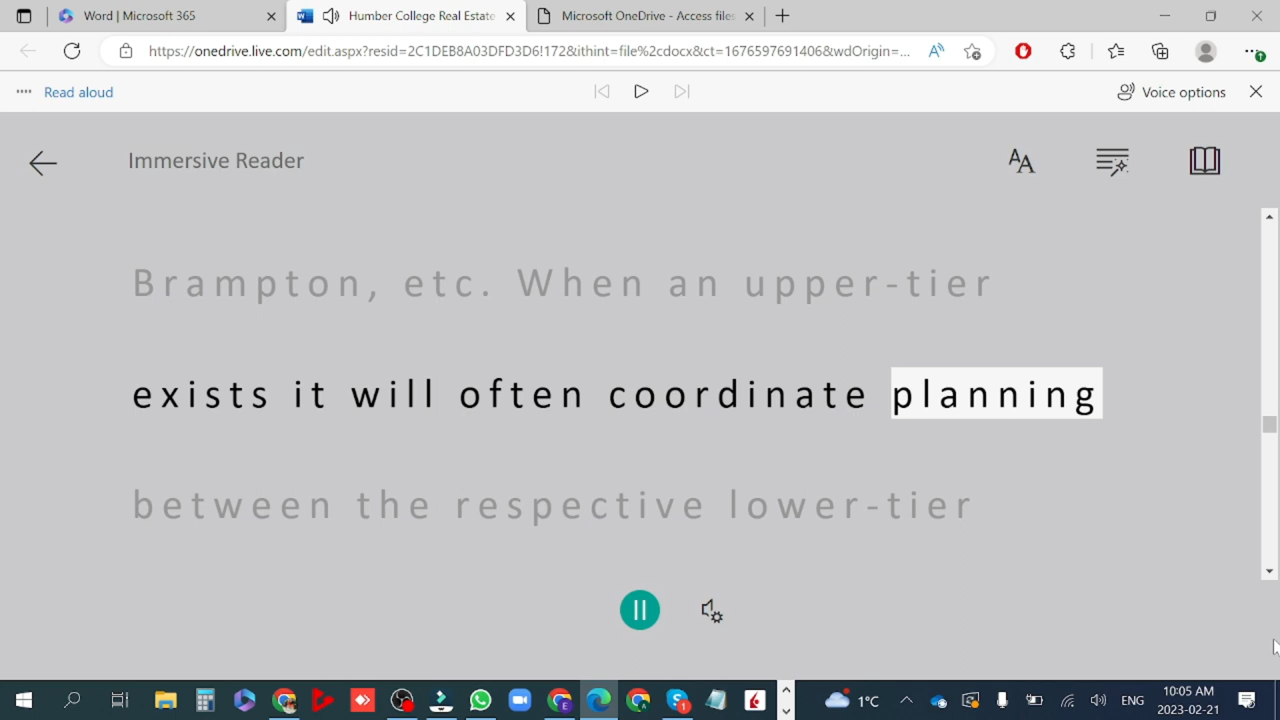 Word | Microsoft 365
Humber College Real Estate
Microsoft OneDrive - Access files
https://onedrive.live.com/edit.aspx?resid=2C1DEB8A03DFD3D6!172&ithint=file%2cdocx&ct=1676597691406&wdOrigin=...
Read aloud
Voice options
Immersive Reader
Brampton, etc. When an upper-tier
exists it will often coordinate planning
between the respective lower-tier
1°C
ENG
10:05 AM
2023-02-21